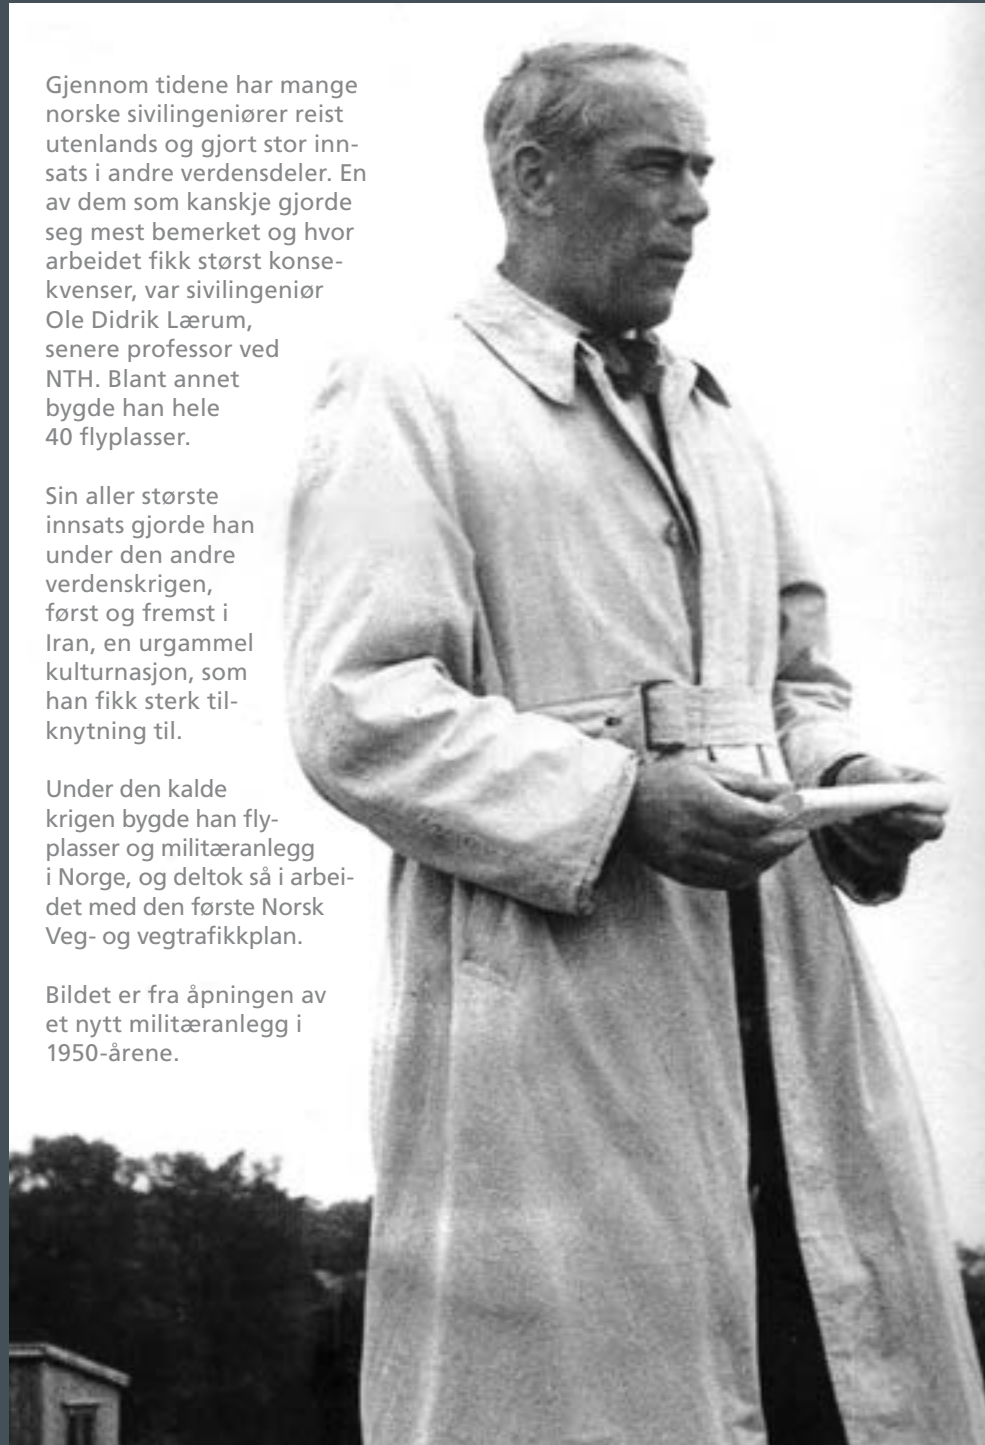 Gjennom tidene har mange
norske sivilingeniører reist
utenlands og gjort stor inn-
sats i andre verdensdeler. En
av dem som kanskje gjorde
seg mest bemerket og hvor
arbeidet fikk størst konse-
kvenser, var sivilingeniør
Ole Didrik Lærum,
senere professor ved
NTH. Blant annet
bygde han hele
40 flyplasser.

Sin aller største
innsats gjorde han
under den andre
verdenskrigen,
først og fremst i
Iran, en urgammel
kulturnasjon, som
han fikk sterk til-
knytning til.

Under den kalde
krigen bygde han fly-
plasser og militæranlegg
i Norge, og deltok så i arbei-
det med den første Norsk
Veg- og vegtrafikkplan.

Bildet er fra åpningen av
et nytt militæranlegg i
1950-årene.